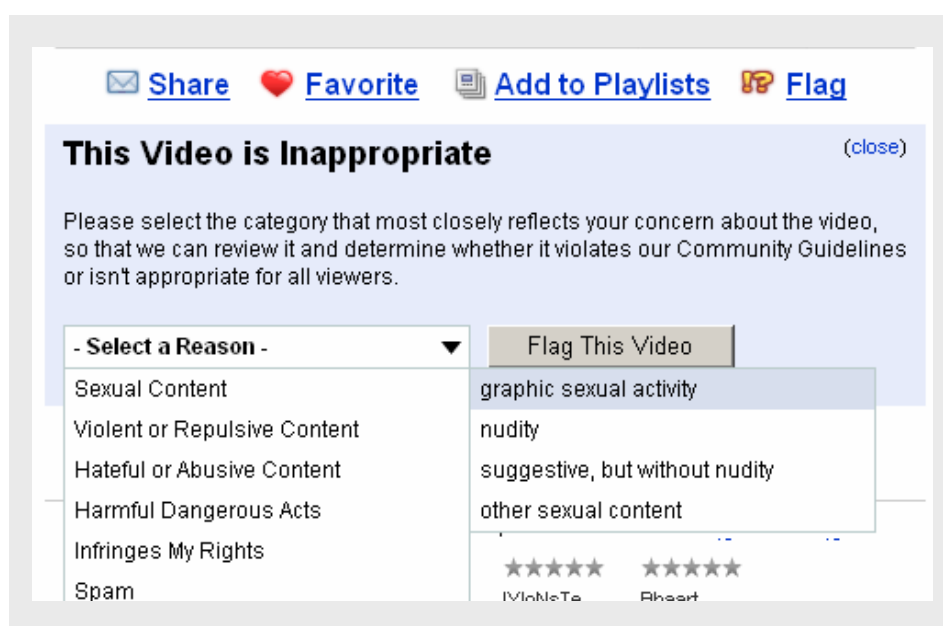 Share Favorite Add to Playlists Flag
This Video is Inappropriate (close)
Please select the category that most closely reflects your concern about the video,
so that we can review it and determine whether it violates our Community Guidelines
or isn't appropriate for all viewers.
- Select a Reason - Flag This Video
Sexual Content
Violent or Repulsive Content
Hateful or Abusive Content
Harmful Dangerous Acts
Infringes My Rights
Spam
graphic sexual activity
nudity
suggestive, but without nudity
other sexual content